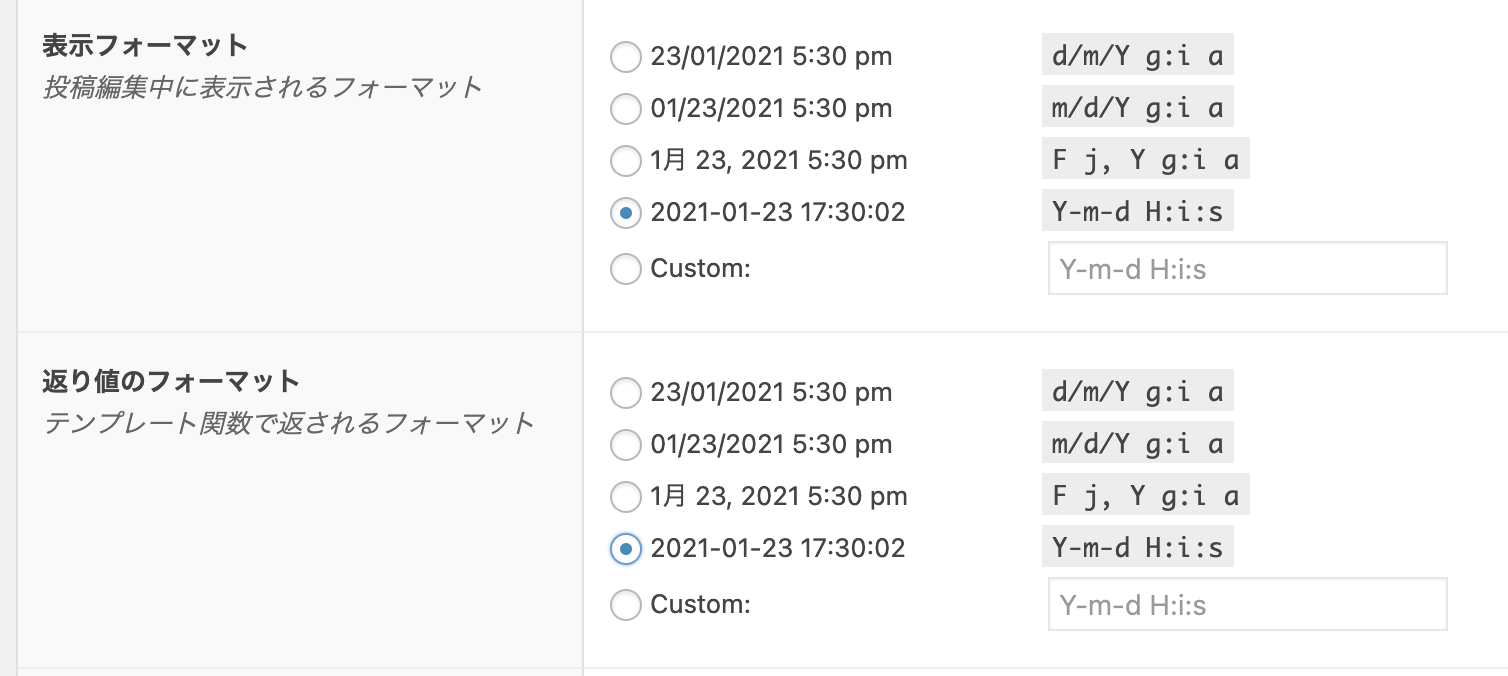 表示フォーマット
投稿編集中に表示されるフォーマット
23/01/2021 5:30 pm d/m/Y g:i a
01/23/2021 5:30 pm m/d/Y g:i a
1月 23, 2021 5:30 pm F j, Y g:i a
2021-01-23 17:30:02 Y-m-d H:i:s
Custom: Y-m-d H:i:s
返り値のフォーマット
テンプレート関数で返されるフォーマット
23/01/2021 5:30 pm d/m/Y g:i a
01/23/2021 5:30 pm m/d/Y g:i a
1月 23, 2021 5:30 pm F j, Y g:i a
2021-01-23 17:30:02 Y-m-d H:i:s
Custom: Y-m-d H:i:s